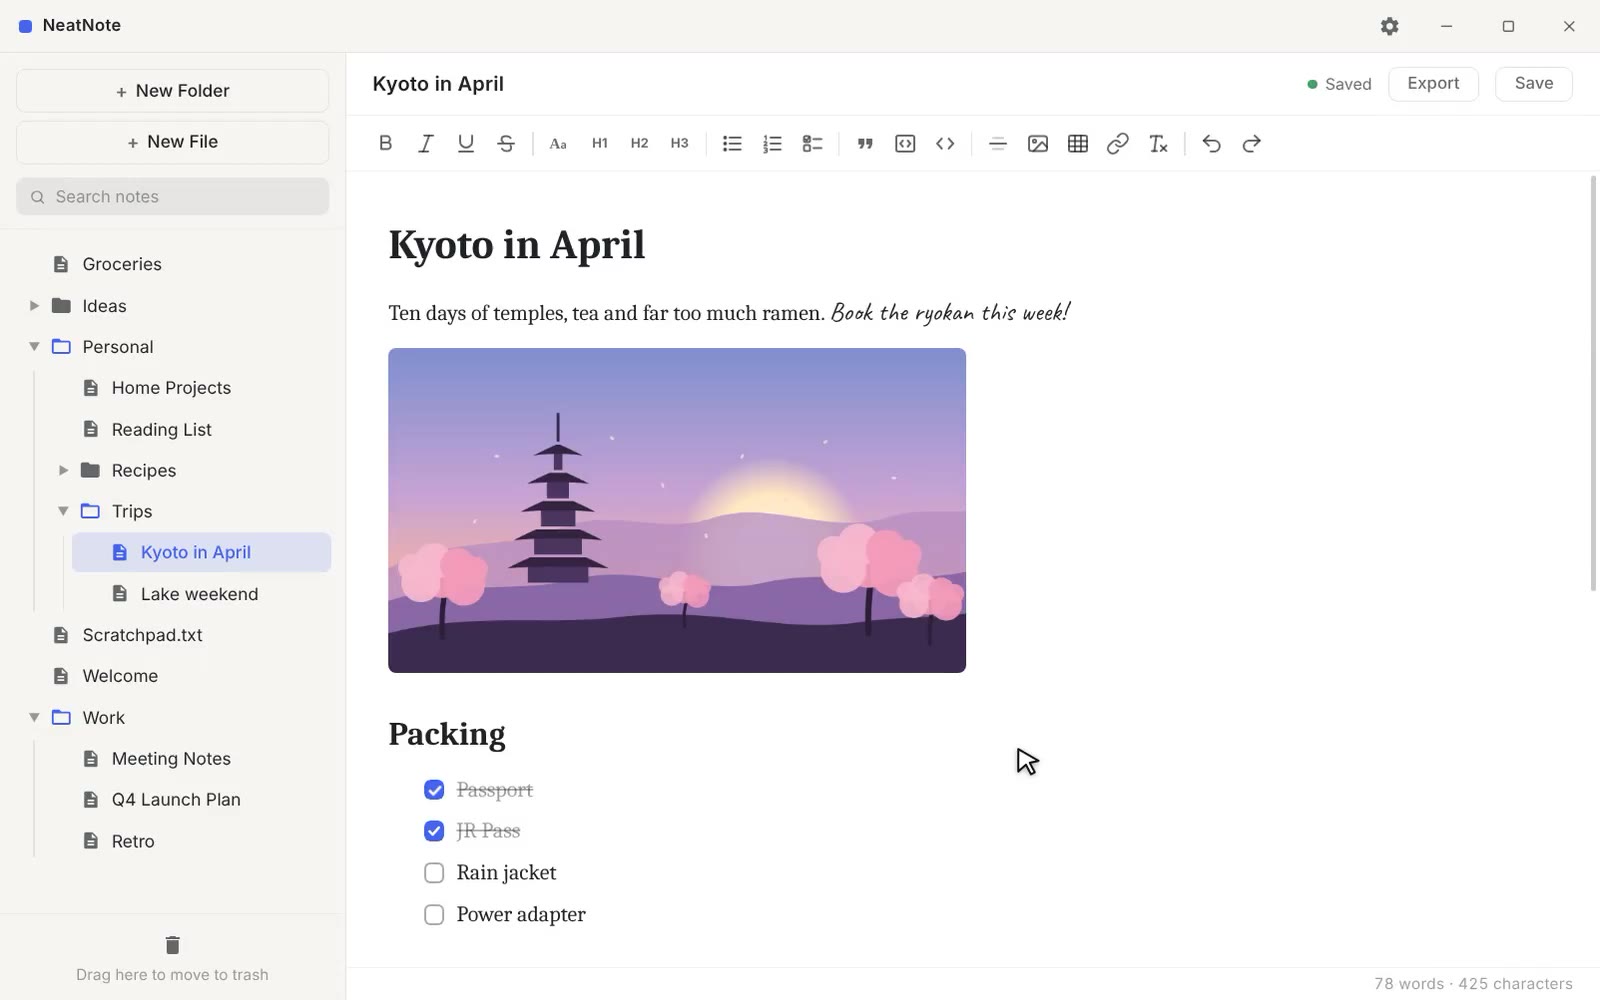 NeatNote
+ New Folder
+ New File
Search notes
Groceries
Ideas
Personal
Home Projects
Reading List
Recipes
Trips
Kyoto in April
Lake weekend
Scratchpad.txt
Welcome
Work
Meeting Notes
Q4 Launch Plan
Retro
Drag here to move to trash
Kyoto in April
Saved Export Save
B I U S Aa H1 H2 H3
Kyoto in April
Ten days of temples, tea and far too much ramen. Book the ryokan this week!
Packing
Passport
JR Pass
Rain jacket
Power adapter
78 words · 425 characters